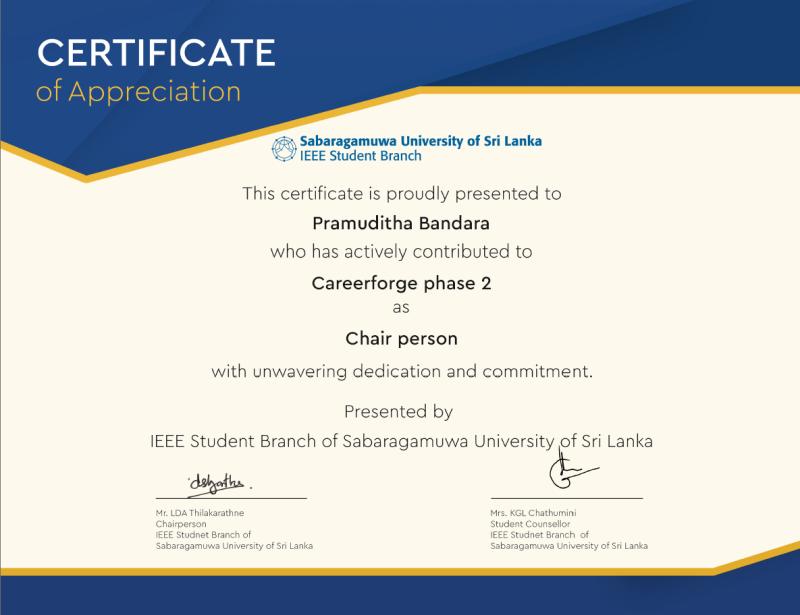 CERTIFICATE
of Appreciation
Sabaragamuwa University of Sri Lanka
IEEE Student Branch
This certificate is proudly presented to
Pramuditha Bandara
who has actively contributed to
Careerforge phase 2
as
Chair person
with unwavering dedication and commitment.
Presented by
IEEE Student Branch of Sabaragamuwa University of Sri Lanka
Mr. LDA Thilakarathne
Chairperson
IEEE Studnet Branch of
Sabaragamuwa University of Sri Lanka
Mrs. KGL Chathumini
Student Counsellor
IEEE Studnet Branch of
Sabaragamuwa University of Sri Lanka